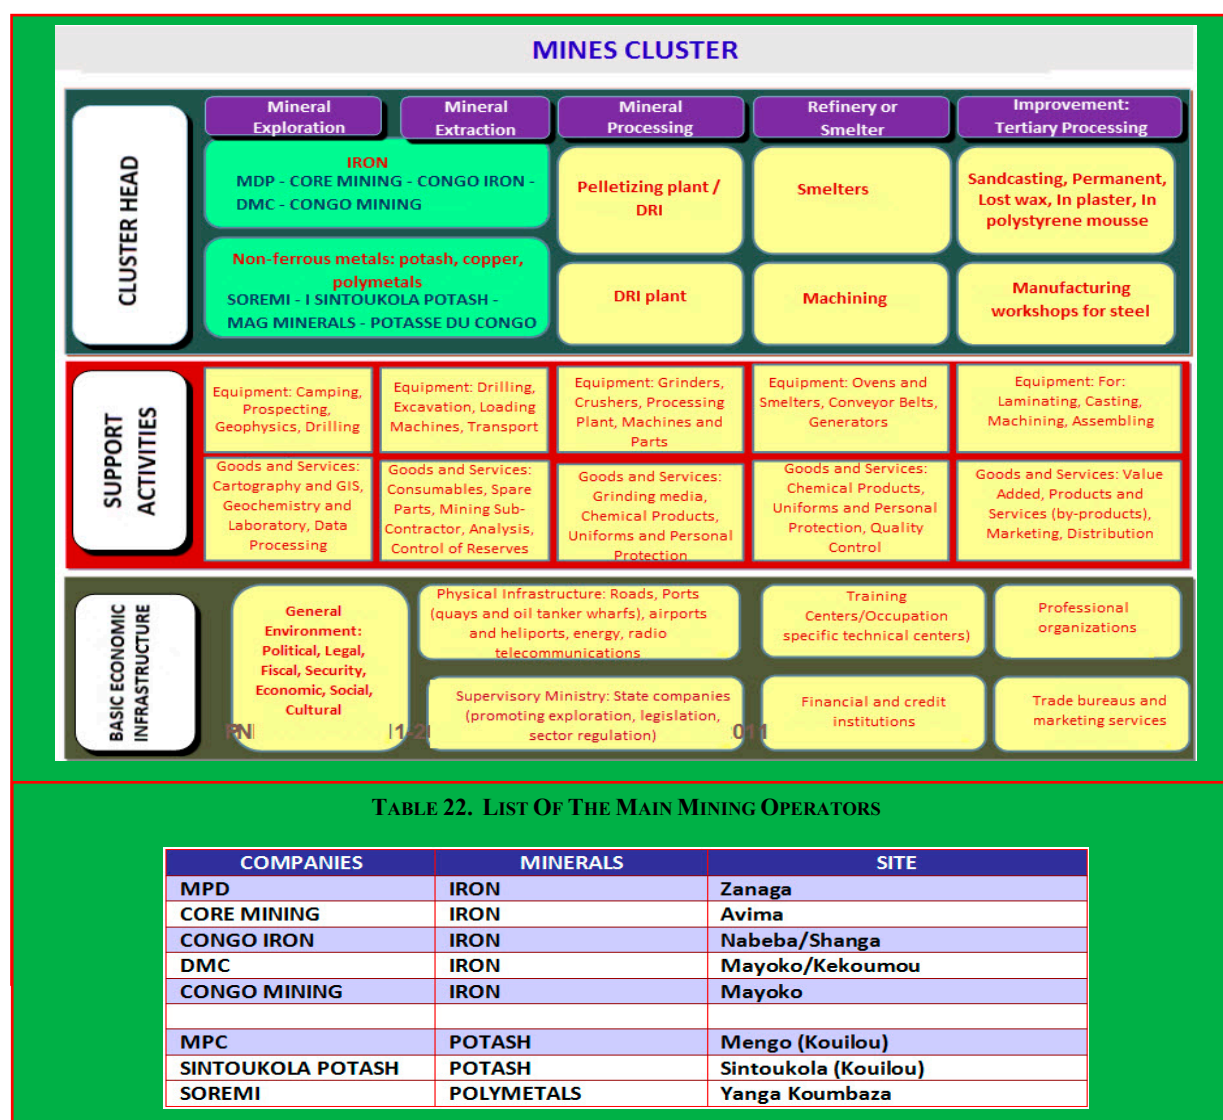 MINES CLUSTER
CLUSTER HEAD
Mineral
Exploration
Mineral
Extraction
Mineral
Processing
Refinery or
Smelter
Improvement:
Tertiary Processing
IRON
MDP - CORE MINING - CONGO IRON -
DMC - CONGO MINING
Non-ferrous metals: potash, copper,
polymetals
SOREMI - I SINTOUKOLA POTASH -
MAG MINERALS - POTASSE DU CONGO
Pelletizing plant /
DRI
DRI plant
Smelters
Machining
Sandcasting, Permanent,
Lost wax, In plaster, In
polystyrene mousse
Manufacturing
workshops for steel
SUPPORT
ACTIVITIES
Equipment: Camping,
Prospecting,
Geophysics, Drilling
Equipment: Drilling,
Excavation, Loading
Machines, Transport
Equipment: Grinders,
Crushers, Processing
Plant, Machines and
Parts
Equipment: Ovens and
Smelters, Conveyor Belts,
Generators
Equipment: For:
Laminating, Casting,
Machining, Assembling
Goods and Services:
Cartography and GIS,
Geochemistry and
Laboratory, Data
Processing
Goods and Services:
Consumables, Spare
Parts, Mining Sub-
Contractor, Analysis,
Control of Reserves
Goods and Services:
Grinding media,
Chemical Products,
Uniforms and Personal
Protection
Goods and Services:
Chemical Products,
Uniforms and Personal
Protection, Quality
Control
Goods and Services: Value
Added, Products and
Services (by-products),
Marketing, Distribution
BASIC ECONOMIC
INFRASTRUCTURE
General
Environment:
Political, Legal,
Fiscal, Security,
Economic, Social,
Cultural
Physical Infrastructure: Roads, Ports
(quays and oil tanker wharfs), airports
and heliports, energy, radio
telecommunications
Supervisory Ministry: State companies
(promoting exploration, legislation,
sector regulation)
Training
Centers/Occupation
specific technical centers)
Financial and credit
institutions
Professional
organizations
Trade bureaus and
marketing services
TABLE 22. LIST OF THE MAIN MINING OPERATORS
COMPANIES MINERALS SITE
MPD IRON Zanaga
CORE MINING IRON Avima
CONGO IRON IRON Nabeba/Shanga
DMC IRON Mayoko/Kekoumou
CONGO MINING IRON Mayoko
MPC POTASH Mengo (Kouilou)
SINTOUKOLA POTASH POTASH Sintoukola (Kouilou)
SOREMI POLYMETALS Yanga Koumbaza